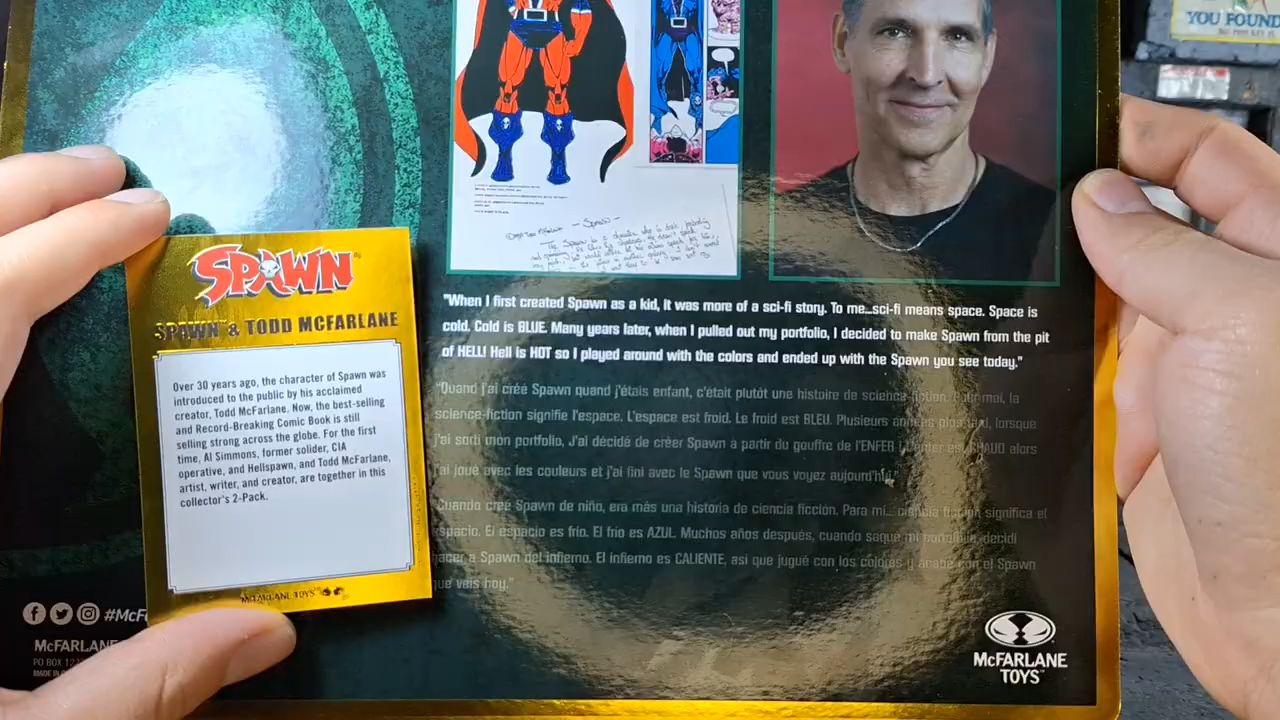 YOU FOUND
- Spawn -
SPAWN
SPAWN & TODD MCFARLANE
Over 30 years ago, the character of Spawn was
introduced to the public by his acclaimed
creator, Todd McFarlane. Now, the best-selling
and Record-Breaking Comic Book is still
selling strong across the globe. For the first
time, Al Simmons, former solider, CIA
operative, and Hellspawn, and Todd McFarlane,
artist, writer, and creator, are together in this
collector's 2-Pack.
MCFARLANE TOYS
"When I first created Spawn as a kid, it was more of a sci-fi story. To me...sci-fi means space. Space is
cold. Cold is BLUE. Many years later, when I pulled out my portfolio, I decided to make Spawn from the pit
of HELL! Hell is HOT so I played around with the colors and ended up with the Spawn you see today."
"Quand j'ai créé Spawn quand j'étais enfant, c'était plutôt une histoire de science-fiction. Pour moi, la
science-fiction signifie l'espace. L'espace est froid. Le froid est BLEU. Plusieurs années plus tard, lorsque
j'ai sorti mon portfolio, J'ai décidé de créer Spawn à partir du gouffre de l'ENFER ! L'enfer est CHAUD alors
j'ai joué avec les couleurs et j'ai fini avec le Spawn que vous voyez aujourd'hui."
Cuando creé Spawn de niño, era más una historia de ciencia ficción. Para mí... ciencia ficción significa el
espacio. El espacio es frío. El frío es AZUL. Muchos años después, cuando saqué mi portafolio, decidí
hacer a Spawn del infierno. El infierno es CALIENTE, así que jugué con los colores y acabé con el Spawn
que veis hoy."
#McF
McFARLANE
PO BOX 12
MADE IN
McFARLANE
TOYS™